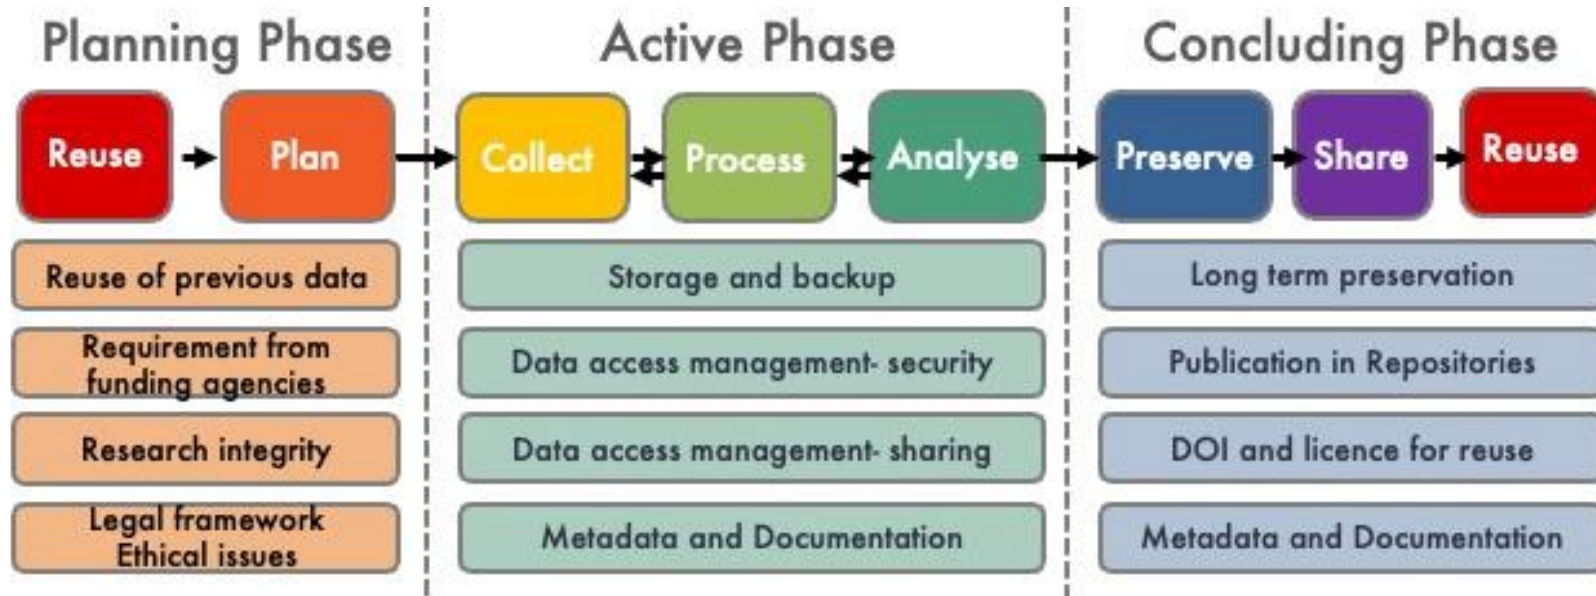 Planning Phase
Active Phase
Concluding Phase
Reuse
Plan
Collect
Process
Analyse
Preserve
Share
Reuse
Reuse of previous data
Requirement from
funding agencies
Research integrity
Legal framework
Ethical issues
Storage and backup
Data access management- security
Data access management- sharing
Metadata and Documentation
Long term preservation
Publication in Repositories
DOI and licence for reuse
Metadata and Documentation